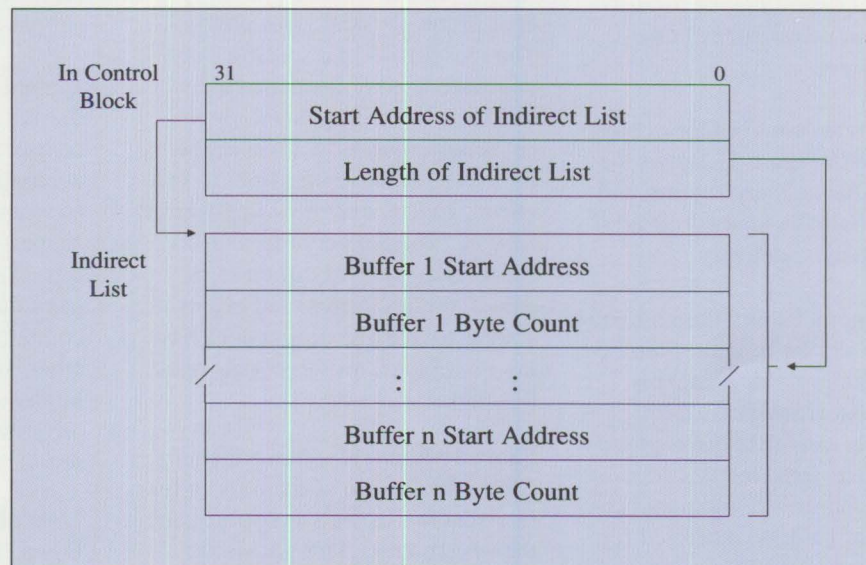 In Control
Block
31
0
Start Address of Indirect List
Length of Indirect List
Indirect
List
Buffer 1 Start Address
Buffer 1 Byte Count
: :
Buffer n Start Address
Buffer n Byte Count